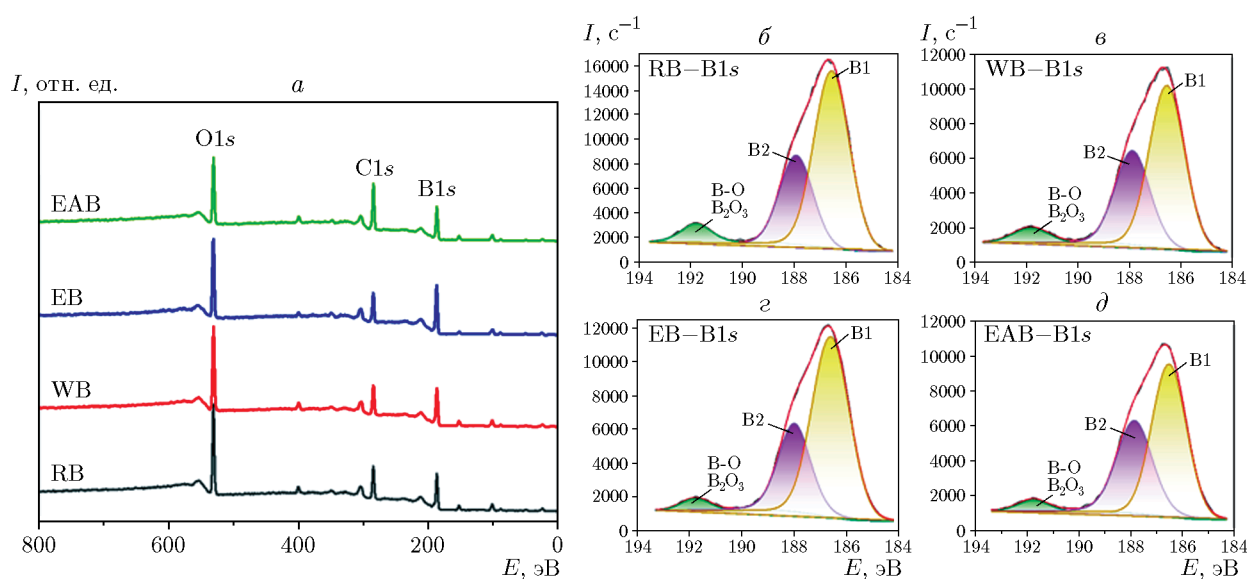 I, отн. ед.
а
O1s
C1s
B1s
EAB
EB
WB
RB
800
600
400
200
0
E, эВ
I, с⁻¹
б
RB−B1s
16000
14000
12000
10000
8000
6000
4000
2000
0
B1
B2
B-O
B₂O₃
194
192
190
188
186
184
I, с⁻¹
в
WB−B1s
12000
10000
8000
6000
4000
2000
0
B1
B2
B-O
B₂O₃
194
192
190
188
186
184
г
EB−B1s
12000
10000
8000
6000
4000
2000
0
B1
B2
B-O
B₂O₃
194
192
190
188
186
184
E, эВ
д
EAB−B1s
12000
10000
8000
6000
4000
2000
0
B1
B2
B-O
B₂O₃
194
192
190
188
186
184
E, эВ